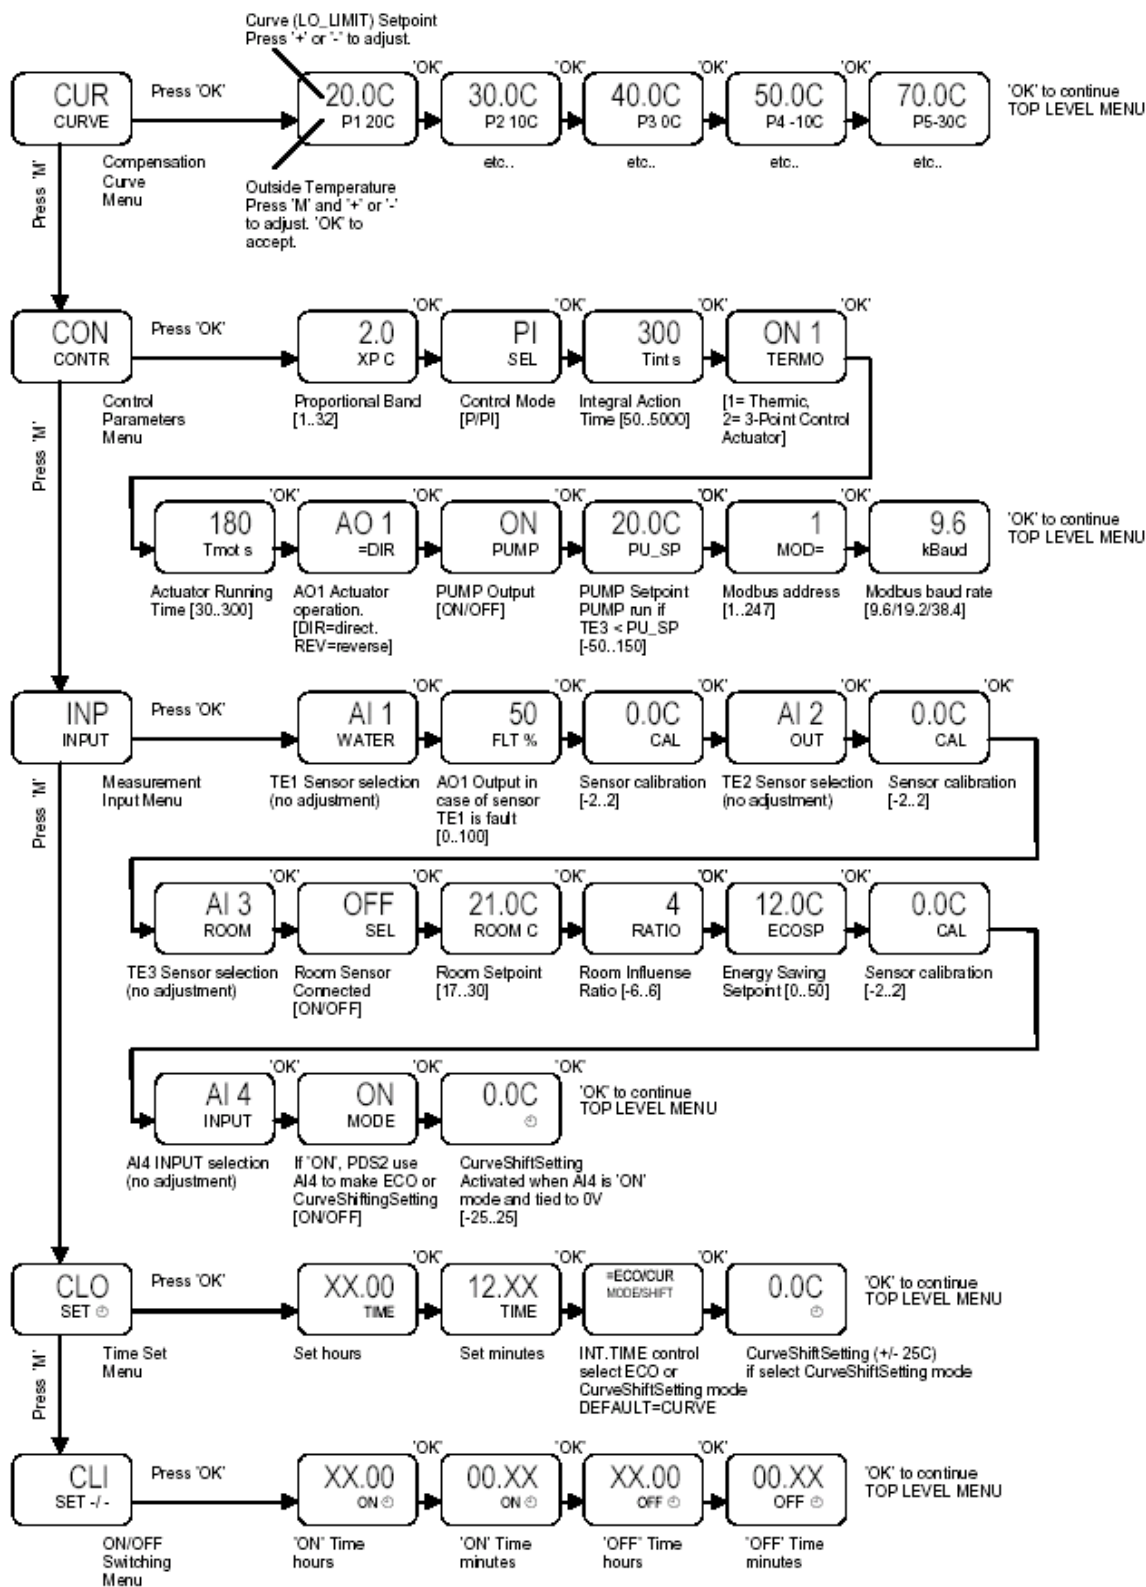 Curve (LO_LIMIT) Setpoint
Press '+' or '-' to adjust.
CUR
CURVE
Press 'OK'
20.0C
P1 20C
'OK'
30.0C
P2 10C
'OK'
40.0C
P3 0C
'OK'
50.0C
P4 -10C
'OK'
70.0C
P5-30C
'OK' to continue
TOP LEVEL MENU
Press 'M'
Compensation
Curve
Menu
Outside Temperature
Press 'M' and '+' or '-'
to adjust. 'OK' to
accept.
etc..
etc..
etc..
etc..
CON
CONTR
Press 'OK'
2.0
XP C
'OK'
PI
SEL
'OK'
300
Tint s
'OK'
ON 1
TERMO
'OK'
Press 'M'
Control
Parameters
Menu
Proportional Band
[1..32]
Control Mode
[P/PI]
Integral Action
Time [50..5000]
[1= Thermic,
2= 3-Point Control
Actuator]
180
Tmot s
'OK'
AO 1
=DIR
'OK'
ON
PUMP
'OK'
20.0C
PU_SP
'OK'
1
MOD=
'OK'
9.6
kBaud
'OK' to continue
TOP LEVEL MENU
Actuator Running
Time [30..300]
AO1 Actuator
operation.
[DIR=direct.
REV=reverse]
PUMP Output
[ON/OFF]
PUMP Setpoint
PUMP run if
TE3 < PU_SP
[-50..150]
Modbus address
[1..247]
Modbus baud rate
[9.6/19.2/38.4]
INP
INPUT
Press 'OK'
AI 1
WATER
'OK'
50
FLT %
'OK'
0.0C
CAL
'OK'
AI 2
OUT
'OK'
0.0C
CAL
'OK'
Press 'M'
Measurement
Input Menu
TE1 Sensor selection
(no adjustment)
AO1 Output in
case of sensor
TE1 is fault
[0..100]
Sensor calibration
[-2..2]
TE2 Sensor selection
(no adjustment)
Sensor calibration
[-2..2]
AI 3
ROOM
'OK'
OFF
SEL
'OK'
21.0C
ROOM C
'OK'
4
RATIO
'OK'
12.0C
ECOSP
'OK'
0.0C
CAL
'OK'
TE3 Sensor selection
(no adjustment)
Room Sensor
Connected
[ON/OFF]
Room Setpoint
[17..30]
Room Influense
Ratio [-6..6]
Energy Saving
Setpoint [0..50]
Sensor calibration
[-2..2]
AI 4
INPUT
'OK'
ON
MODE
'OK'
0.0C
'OK'
'OK' to continue
TOP LEVEL MENU
AI4 INPUT selection
(no adjustment)
If 'ON', PDS2 use
AI4 to make ECO or
CurveShiftingSetting
[ON/OFF]
CurveShiftSetting
Activated when AI4 is 'ON'
mode and tied to 0V
[-25..25]
CLO
SET
Press 'OK'
XX.00
TIME
'OK'
12.XX
TIME
'OK'
=ECO/CUR
MODE/SHIFT
'OK'
0.0C
'OK' to continue
TOP LEVEL MENU
Press 'M'
Time Set
Menu
Set hours
Set minutes
INT.TIME control
select ECO or
CurveShiftSetting mode
DEFAULT=CURVE
CurveShiftSetting (+/- 25C)
if select CurveShiftSetting mode
CLI
SET -/ -
Press 'OK'
XX.00
ON
'OK'
00.XX
ON
'OK'
XX.00
OFF
'OK'
00.XX
OFF
'OK' to continue
TOP LEVEL MENU
ON/OFF
Switching
Menu
"ON" Time
hours
'ON' Time
minutes
"OFF" Time
hours
"OFF" Time
minutes